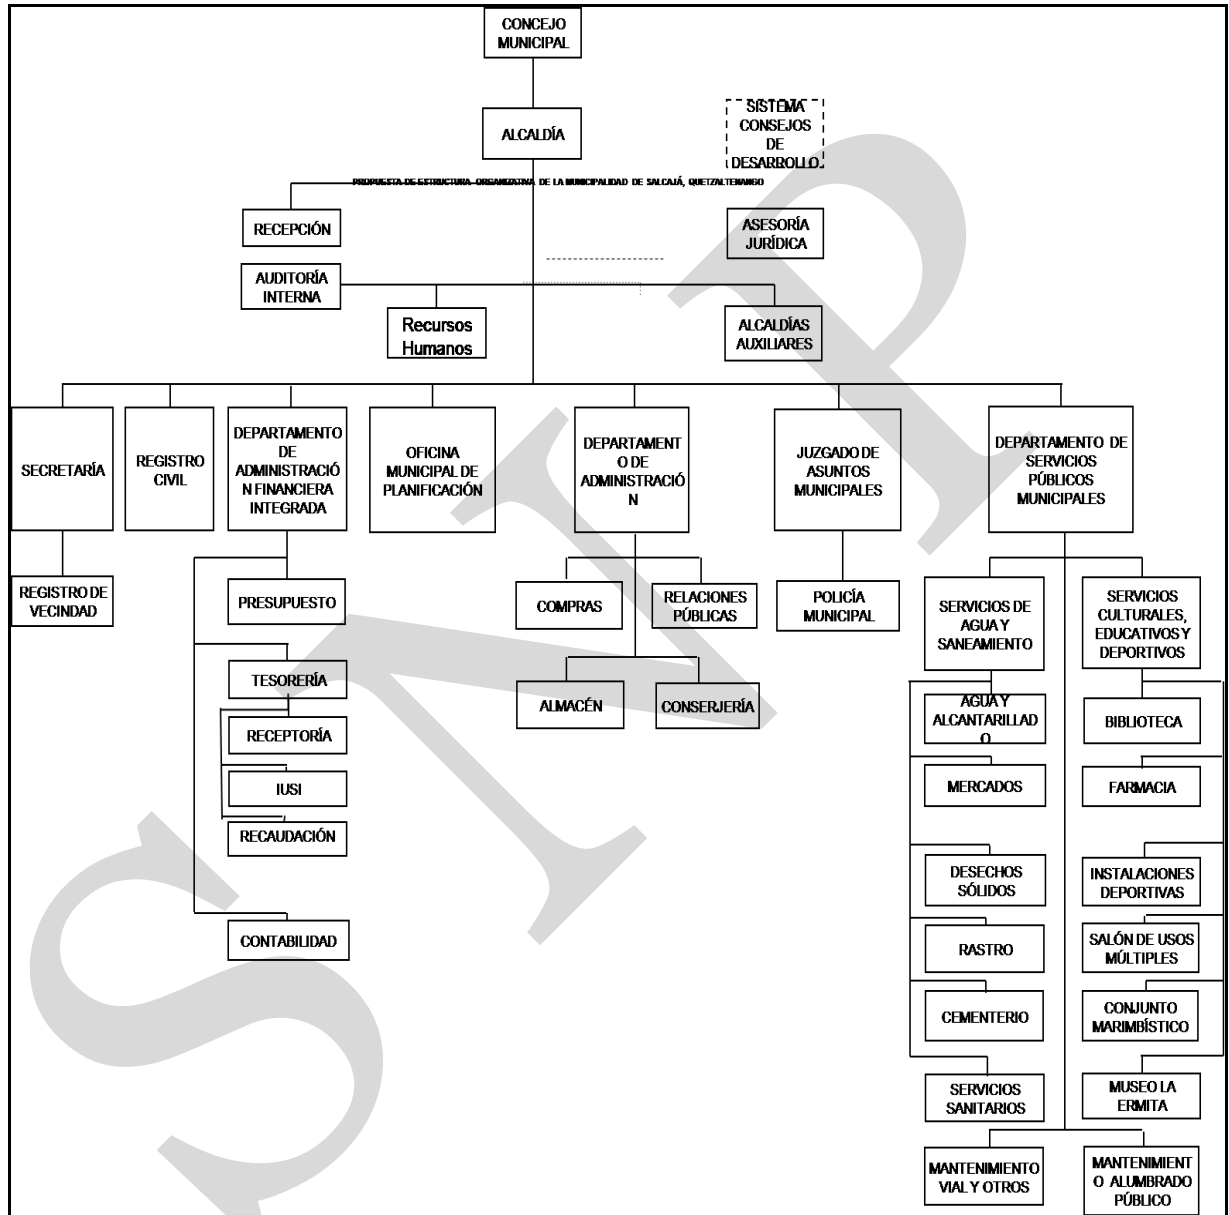 CONCEJO
MUNICIPAL
ALCALDÍA
SISTEMA
CONSEJOS
DE
DESARROLLO
PROPUESTA DE ESTRUCTURA ORGANIZATIVA DE LA MUNICIPALIDAD DE SALCAJÁ, QUETZALTENANGO
RECEPCIÓN
ASESORÍA
JURÍDICA
AUDITORÍA
INTERNA
Recursos
Humanos
ALCALDÍAS
AUXILIARES
SECRETARÍA
REGISTRO
CIVIL
DEPARTAMENTO
DE
ADMINISTRACIÓ
N FINANCIERA
INTEGRADA
OFICINA
MUNICIPAL DE
PLANIFICACIÓN
DEPARTAMENT
O DE
ADMINISTRACIÓ
N
JUZGADO DE
ASUNTOS
MUNICIPALES
DEPARTAMENTO DE
SERVICIOS
PÚBLICOS
MUNICIPALES
REGISTRO DE
VECINDAD
PRESUPUESTO
COMPRAS
RELACIONES
PÚBLICAS
POLICÍA
MUNICIPAL
SERVICIOS DE
AGUA Y
SANEAMIENTO
SERVICIOS
CULTURALES,
EDUCATIVOS Y
DEPORTIVOS
TESORERÍA
ALMACÉN
CONSERJERÍA
AGUA Y
ALCANTARILLAD
O
BIBLIOTECA
RECEPTORÍA
IUSI
MERCADOS
FARMACIA
RECAUDACIÓN
DESECHOS
SÓLIDOS
INSTALACIONES
DEPORTIVAS
CONTABILIDAD
RASTRO
SALÓN DE USOS
MÚLTIPLES
CEMENTERIO
CONJUNTO
MARIMBÍSTICO
SERVICIOS
SANITARIOS
MUSEO LA
ERMITA
MANTENIMIENTO
VIAL Y OTROS
MANTENIMIENT
O ALUMBRADO
PÚBLICO
SNP